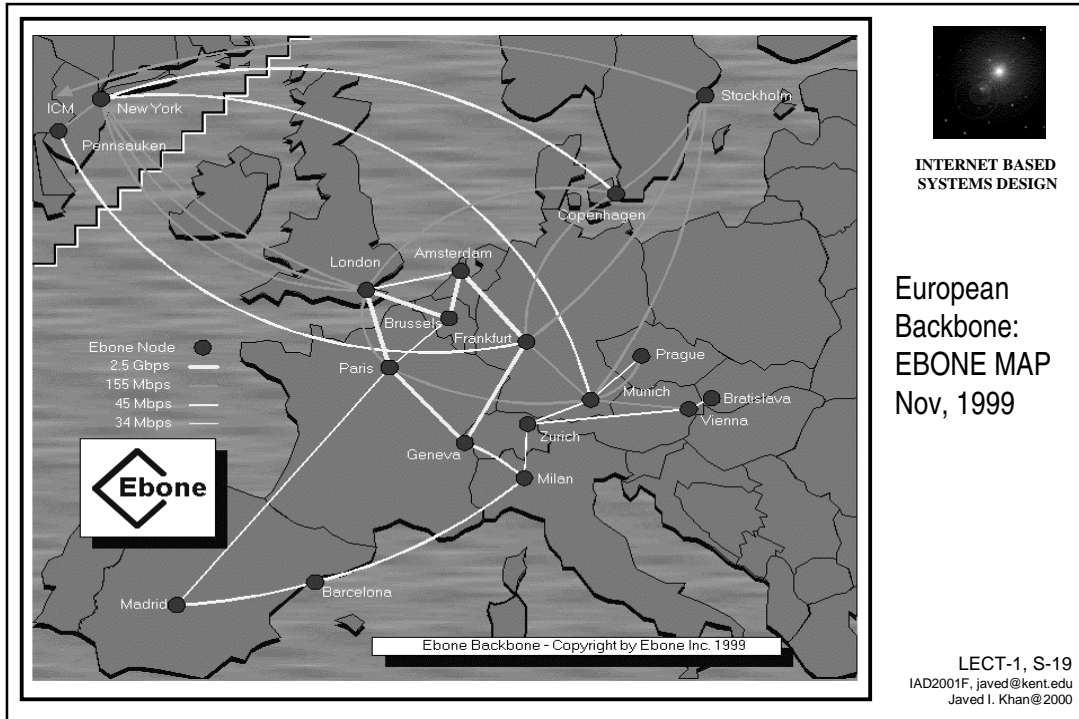 ICM
New York
Pennsauken
Stockholm
Copenhagen
Amsterdam
London
Brussels
Frankfurt
Ebone Node
2.5 Gbps
155 Mbps
45 Mbps
34 Mbps
Paris
Prague
Munich
Bratislava
Vienna
Zurich
Geneva
Milan
Ebone
Madrid
Barcelona
Ebone Backbone - Copyright by Ebone Inc. 1999
INTERNET BASED
SYSTEMS DESIGN
European
Backbone:
EBONE MAP
Nov, 1999
LECT-1, S-19
IAD2001F, javed@kent.edu
Javed I. Khan@2000